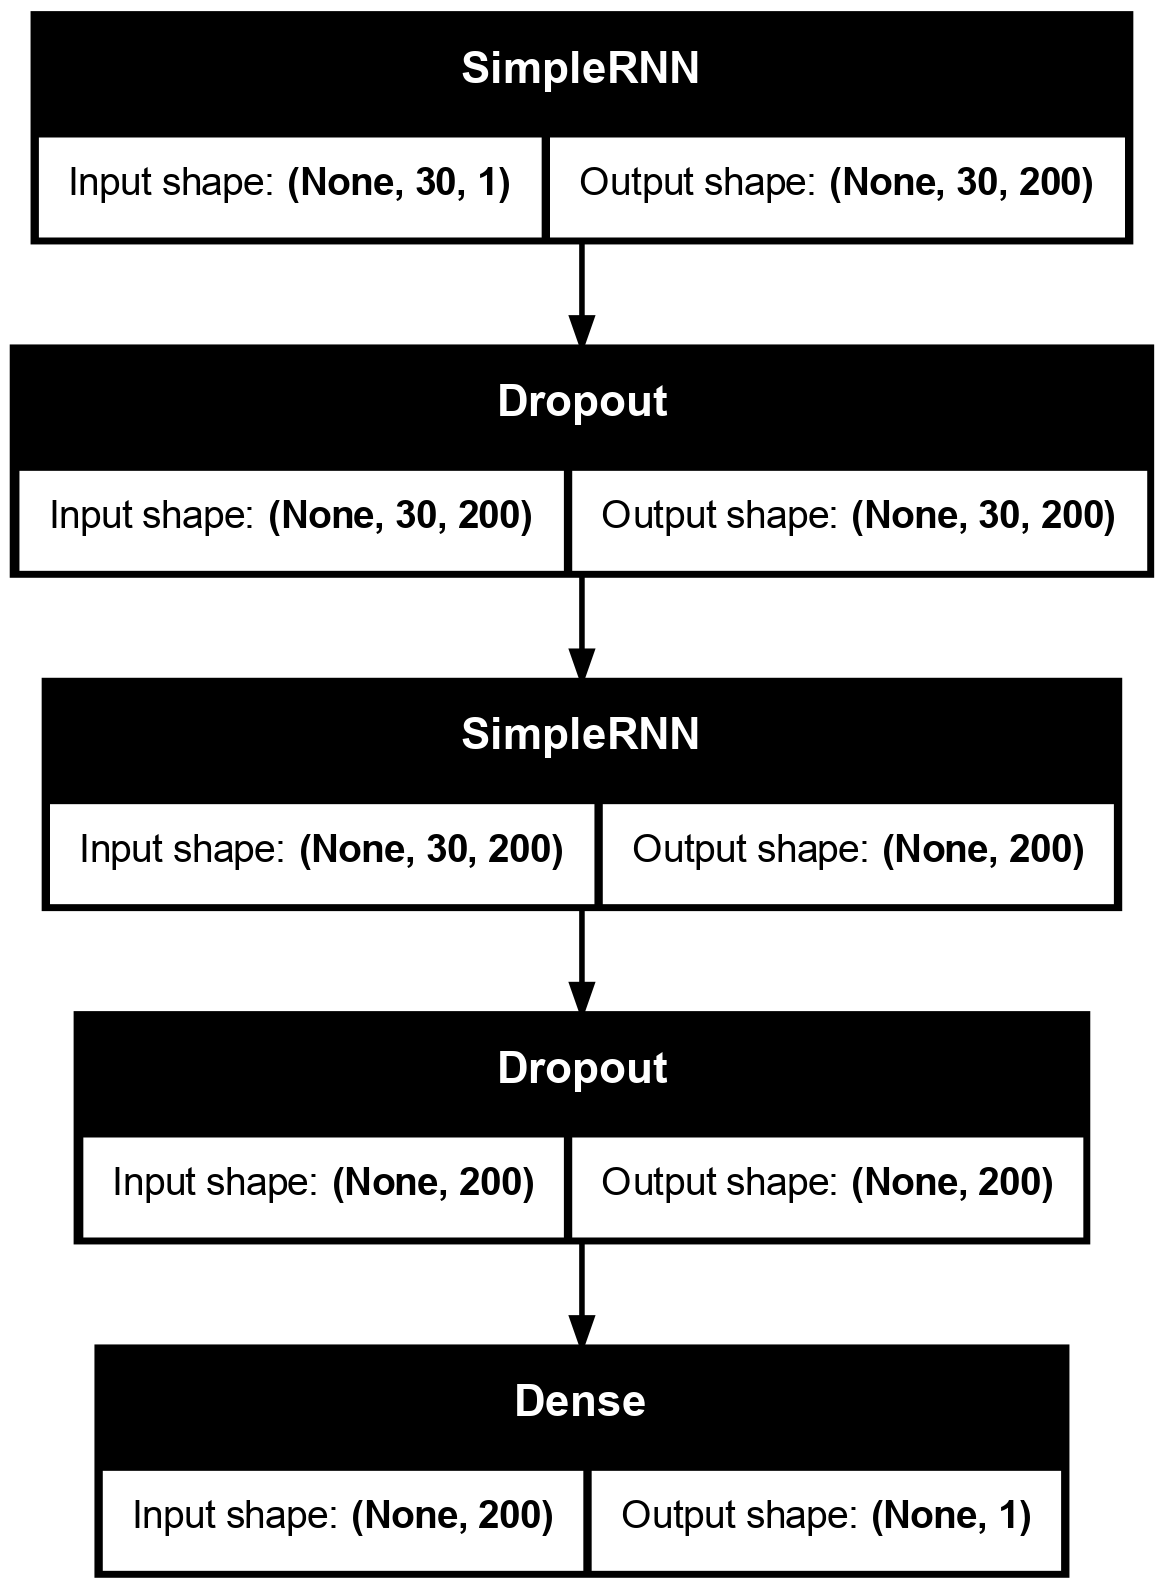 SimpleRNN
Input shape: (None, 30, 1) Output shape: (None, 30, 200)
Dropout
Input shape: (None, 30, 200) Output shape: (None, 30, 200)
SimpleRNN
Input shape: (None, 30, 200) Output shape: (None, 200)
Dropout
Input shape: (None, 200) Output shape: (None, 200)
Dense
Input shape: (None, 200) Output shape: (None, 1)